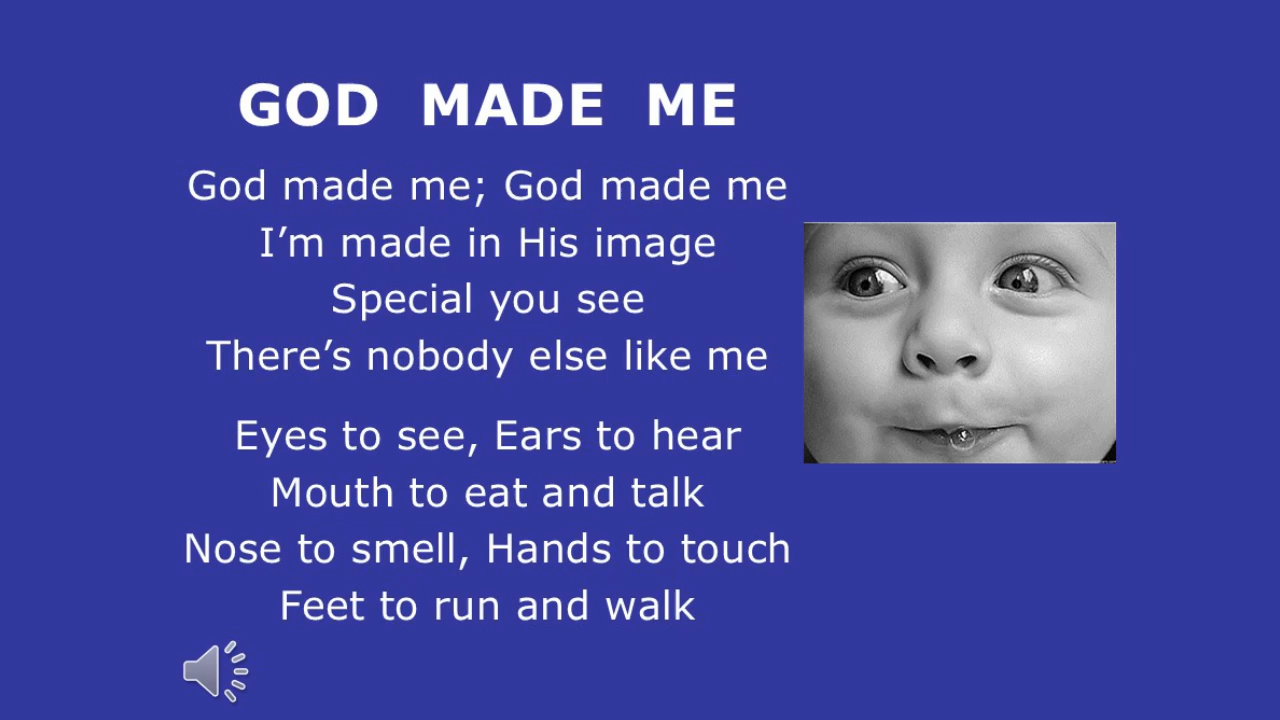 GOD MADE ME
God made me; God made me
I’m made in His image
Special you see
There’s nobody else like me
Eyes to see, Ears to hear
Mouth to eat and talk
Nose to smell, Hands to touch
Feet to run and walk